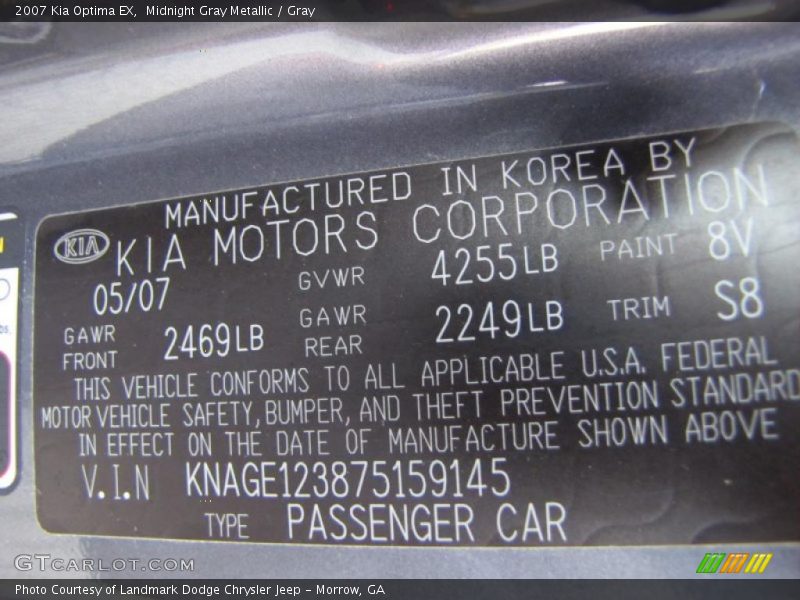 2007 Kia Optima EX, Midnight Gray Metallic / Gray
MANUFACTURED IN KOREA BY
KIA KIA MOTORS CORPORATION
05/07 GVWR 4255LB PAINT 8V
GAWR FRONT 2469LB GAWR REAR 2249LB TRIM S8
THIS VEHICLE CONFORMS TO ALL APPLICABLE U.S.A. FEDERAL
MOTOR VEHICLE SAFETY, BUMPER, AND THEFT PREVENTION STANDARD
IN EFFECT ON THE DATE OF MANUFACTURE SHOWN ABOVE
V.I.N KNAGE123875159145
TYPE PASSENGER CAR
GTCARLOT.COM
Photo Courtesy of Landmark Dodge Chrysler Jeep – Morrow, GA